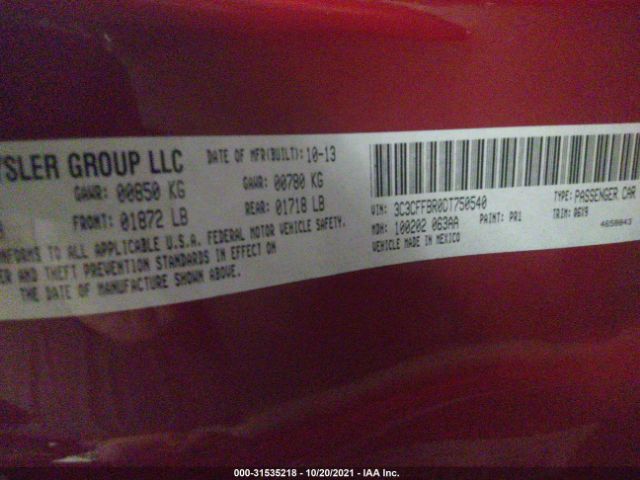 YSLER GROUP LLC
DATE OF MFR(BUILT): 10-13
GAWR: 00850 KG
GAWR: 00780 KG
FRONT: 01872 LB
REAR: 01718 LB
NFORMS TO ALL APPLICABLE U.S.A. FEDERAL MOTOR VEHICLE SAFETY,
ER AND THEFT PREVENTION STANDARDS IN EFFECT ON
THE DATE OF MANUFACTURE SHOWN ABOVE.
VIN: 3C3CFFBR0DT750540
TYPE: PASSENGER CAR
MDH: 100202 063AA
PAINT: PR1
TRIM: 06X9
VEHICLE MADE IN MEXICO
4658843
000-31535218 - 10/20/2021 - IAA Inc.